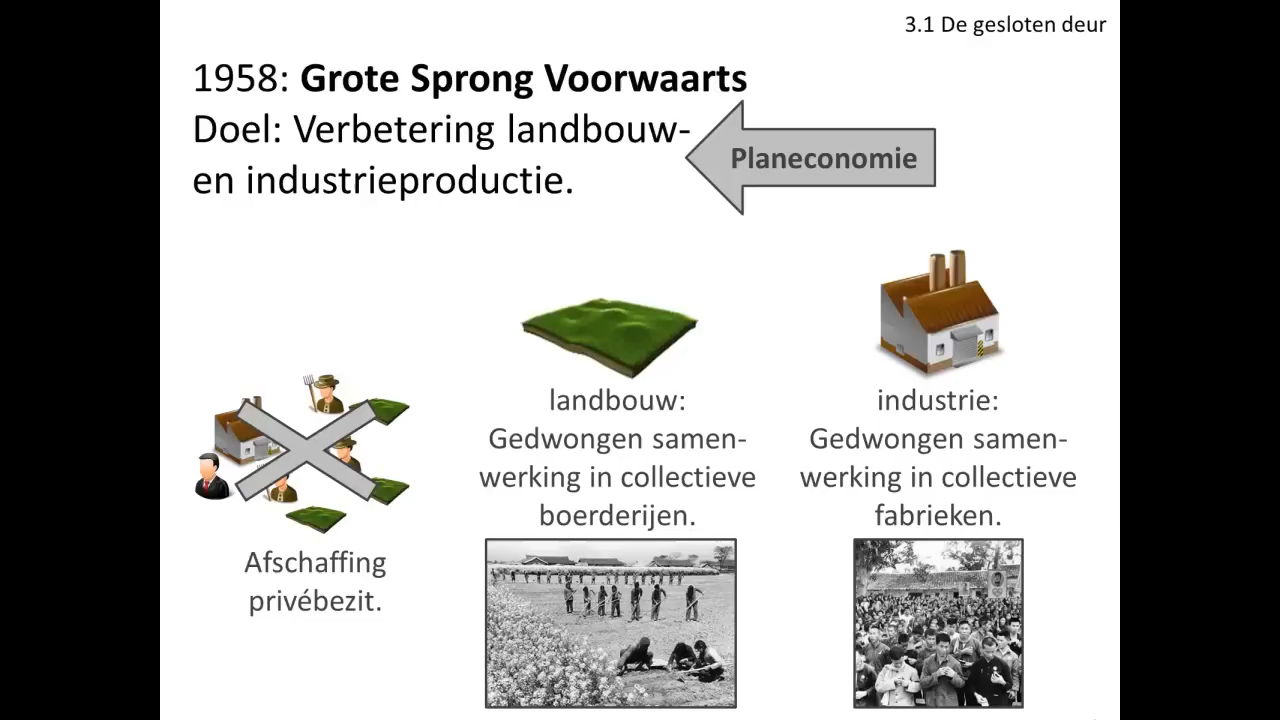 3.1 De gesloten deur
1958: Grote Sprong Voorwaarts
Doel: Verbetering landbouw-
en industrieproductie.
Planeconomie
Afschaffing
privébezit.
landbouw:
Gedwongen samen-
werking in collectieve
boerderijen.
industrie:
Gedwongen samen-
werking in collectieve
fabrieken.